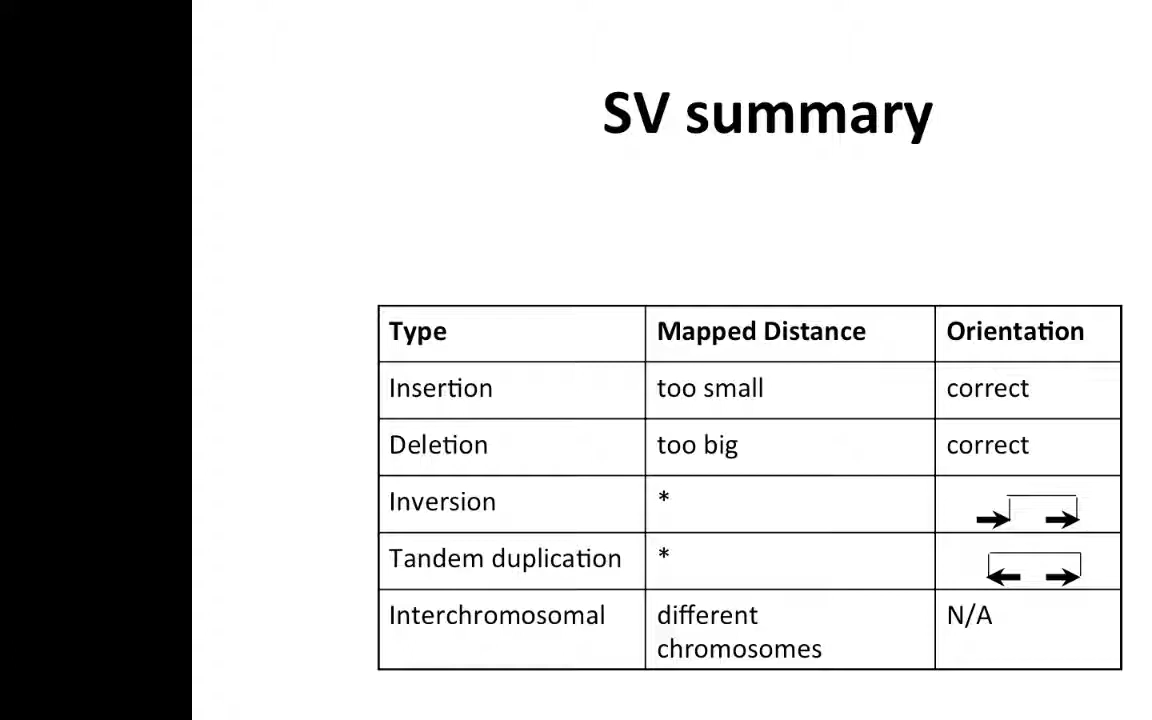 SV summary
Type Mapped Distance Orientation
Insertion too small correct
Deletion too big correct
Inversion *
Tandem duplication *
Interchromosomal different N/A
chromosomes